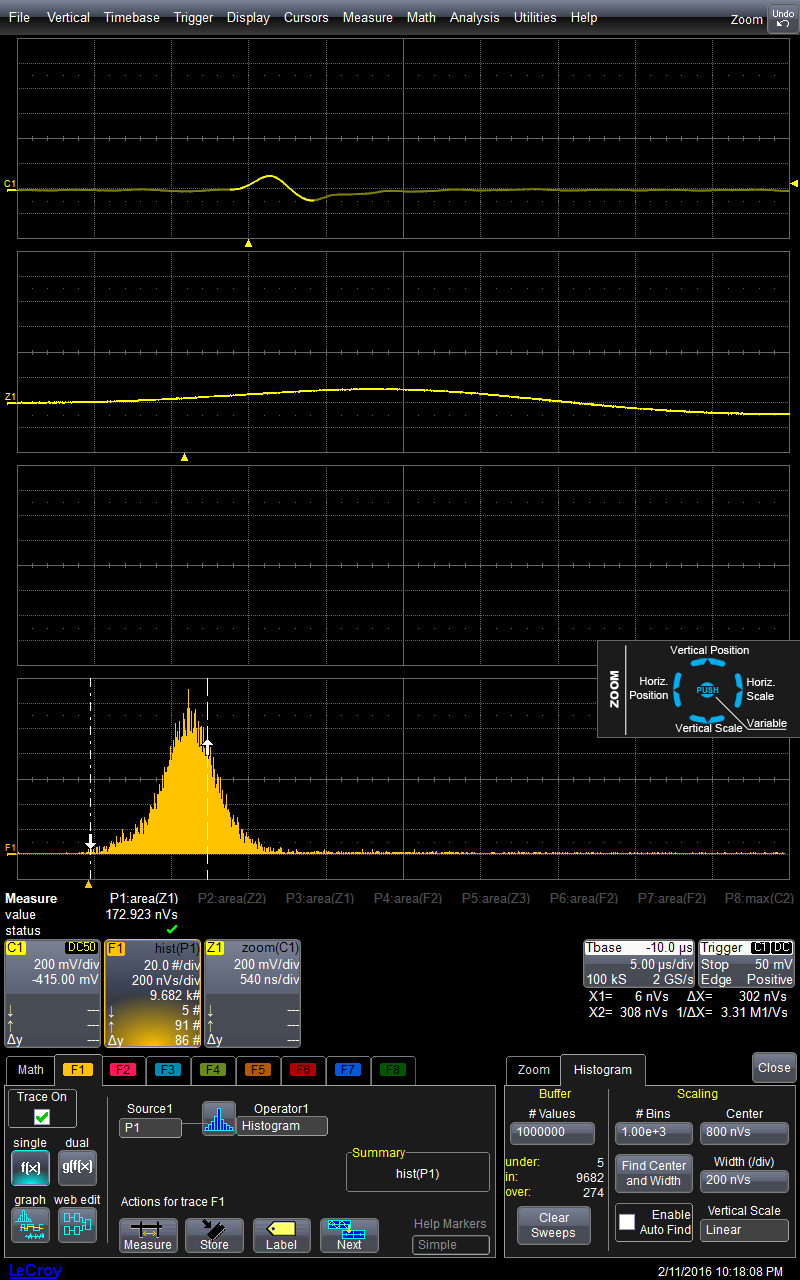 File Vertical Timebase Trigger Display Cursors Measure Math Analysis Utilities Help Zoom Undo
C1
Z1
ZOOM
Vertical Position
Horiz. Position
PUSH
Horiz. Scale
Vertical Scale
Variable
F1
Measure P1:area(Z1) P2:area(Z2) P3:area(Z1) P4:area(F2) P5:area(Z3) P6:area(F2) P7:area(F2) P8:max(C2)
value 172.923 nVs
status
C1 DC50
200 mV/div
-415.00 mV
↓ ---
↑ ---
Δy ---
F1 hist(P1)
20.0 #/div
200 nVs/div
9.682 k#
↓ 5 #
↑ 91 #
Δy 86 #
Z1 zoom(C1)
200 mV/div
540 ns/div
↓ ---
↑ ---
Δy ---
Tbase -10.0 µs
5.00 µs/div
100 kS 2 GS/s
Trigger C1 DC
Stop 50 mV
Edge Positive
X1= 6 nVs ΔX= 302 nVs
X2= 308 nVs 1/ΔX= 3.31 M1/Vs
Math F1 F2 F3 F4 F5 F6 F7 F8
Trace On
single dual
f(x) g(f(x))
graph web edit
Source1
P1
Operator1
Histogram
Summary
hist(P1)
Actions for trace F1
Measure Store Label Next
Help Markers
Simple
Zoom Histogram Close
Buffer
# Values
1000000
under: 5
in: 9682
over: 274
Clear
Sweeps
Scaling
# Bins
1.00e+3
Center
800 nVs
Find Center
and Width
Width (/div)
200 nVs
Enable
Auto Find
Vertical Scale
Linear
LeCroy
2/11/2016 10:18:08 PM